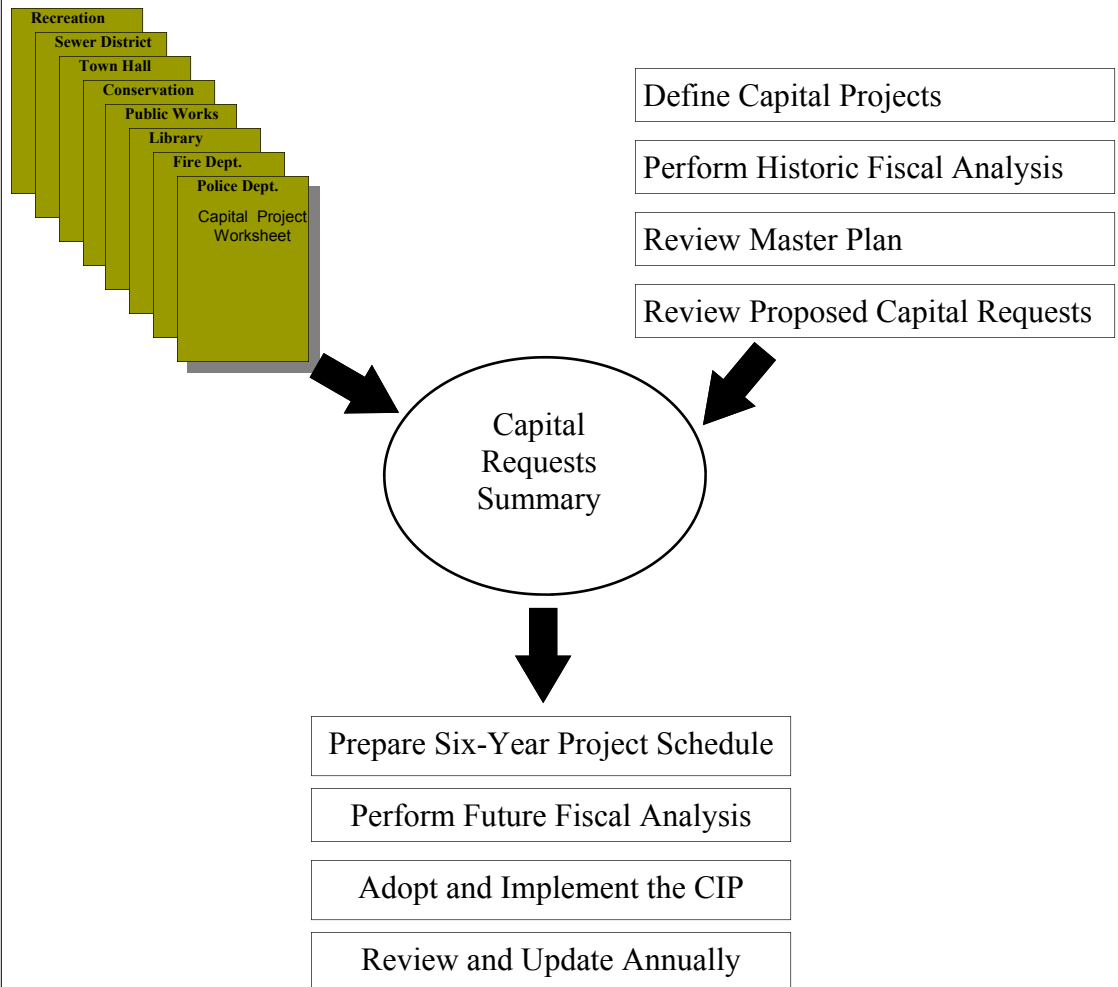 Recreation
Sewer District
Town Hall
Conservation
Public Works
Library
Fire Dept.
Police Dept.
Capital Project
Worksheet
Define Capital Projects
Perform Historic Fiscal Analysis
Review Master Plan
Review Proposed Capital Requests
Capital
Requests
Summary
Prepare Six-Year Project Schedule
Perform Future Fiscal Analysis
Adopt and Implement the CIP
Review and Update Annually